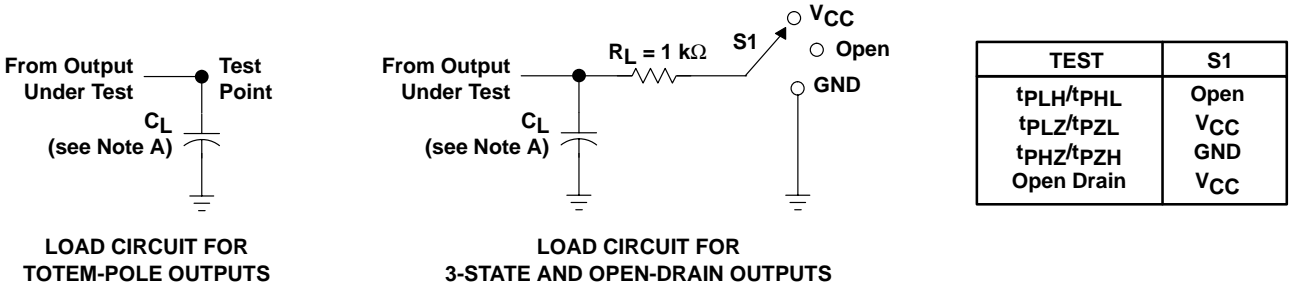 From Output
Under Test
Test
Point
CL
(see Note A)
LOAD CIRCUIT FOR
TOTEM-POLE OUTPUTS
From Output
Under Test
RL = 1 kΩ
S1
VCC
Open
GND
CL
(see Note A)
LOAD CIRCUIT FOR
3-STATE AND OPEN-DRAIN OUTPUTS
TEST S1
tPLH/tPHL Open
tPLZ/tPZL VCC
tPHZ/tPZH GND
Open Drain VCC